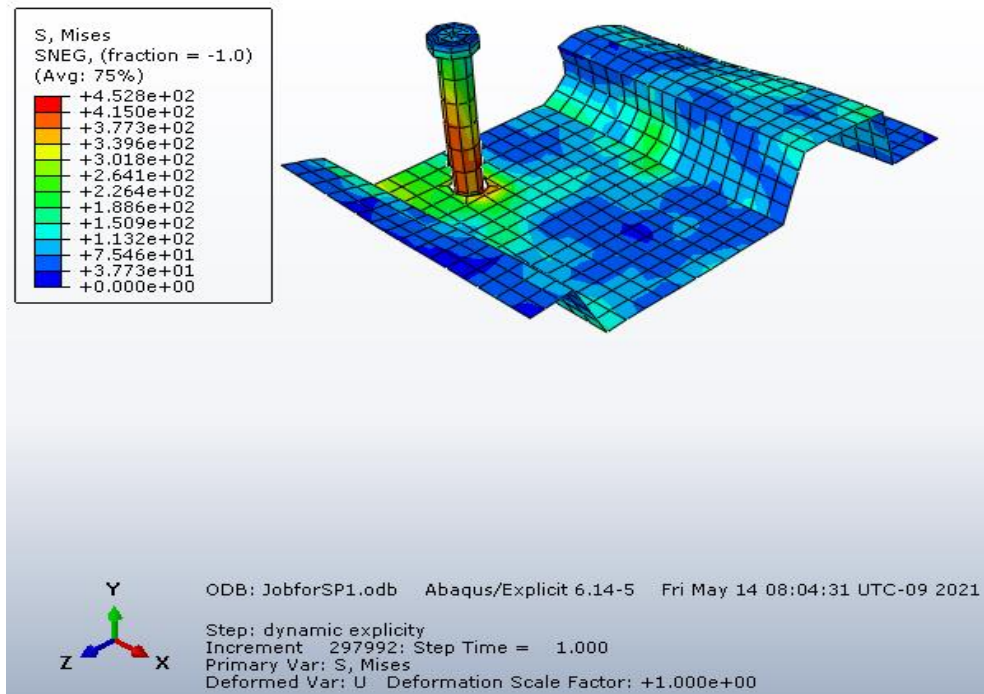 S, Mises
SNEG, (fraction = -1.0)
(Avg: 75%)
+4.528e+02
+4.150e+02
+3.773e+02
+3.396e+02
+3.018e+02
+2.641e+02
+2.264e+02
+1.886e+02
+1.509e+02
+1.132e+02
+7.546e+01
+3.773e+01
+0.000e+00
Y
Z
X
ODB: JobforSP1.odb Abaqus/Explicit 6.14-5 Fri May 14 08:04:31 UTC-09 2021
Step: dynamic explicity
Increment 297992: Step Time = 1.000
Primary Var: S, Mises
Deformed Var: U Deformation Scale Factor: +1.000e+00